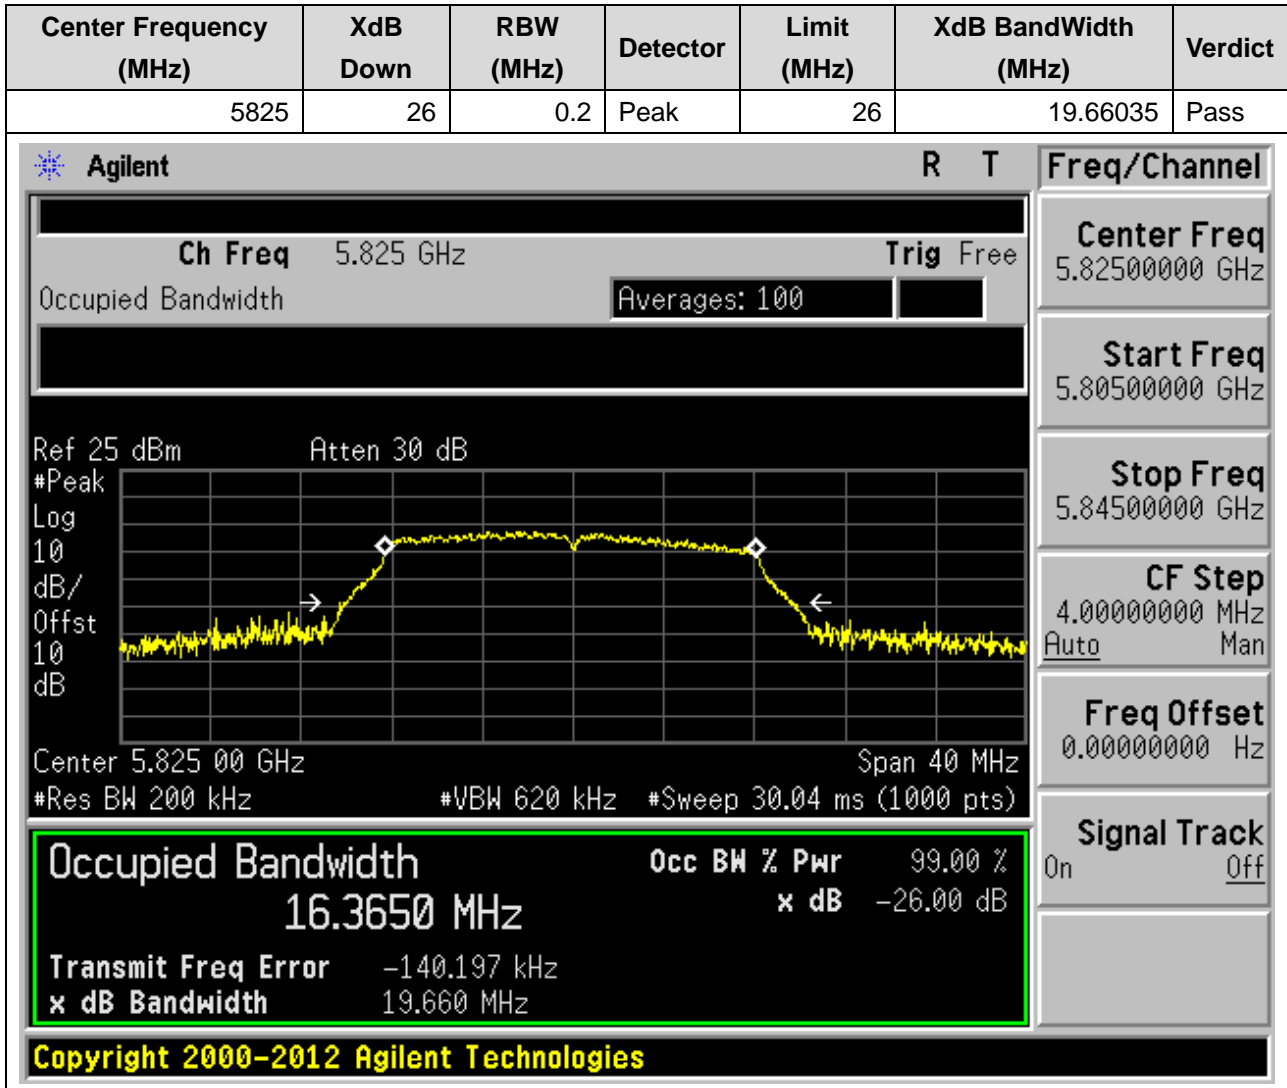 Center Frequency (MHz) XdB Down RBW (MHz) Detector Limit (MHz) XdB BandWidth (MHz) Verdict
5825 26 0.2 Peak 26 19.66035 Pass
Agilent R T Freq/Channel
Ch Freq 5.825 GHz Trig Free
Occupied Bandwidth Averages: 100
Ref 25 dBm Atten 30 dB
#Peak
Log
10
dB/
Offst
10
dB
Center 5.825 00 GHz Span 40 MHz
#Res BW 200 kHz #VBW 620 kHz #Sweep 30.04 ms (1000 pts)
Occupied Bandwidth Occ BW % Pwr 99.00 %
16.3650 MHz x dB -26.00 dB
Transmit Freq Error -140.197 kHz
x dB Bandwidth 19.660 MHz
Copyright 2000-2012 Agilent Technologies
Center Freq
5.82500000 GHz
Start Freq
5.80500000 GHz
Stop Freq
5.84500000 GHz
CF Step
4.00000000 MHz
Auto Man
Freq Offset
0.00000000 Hz
Signal Track
On Off